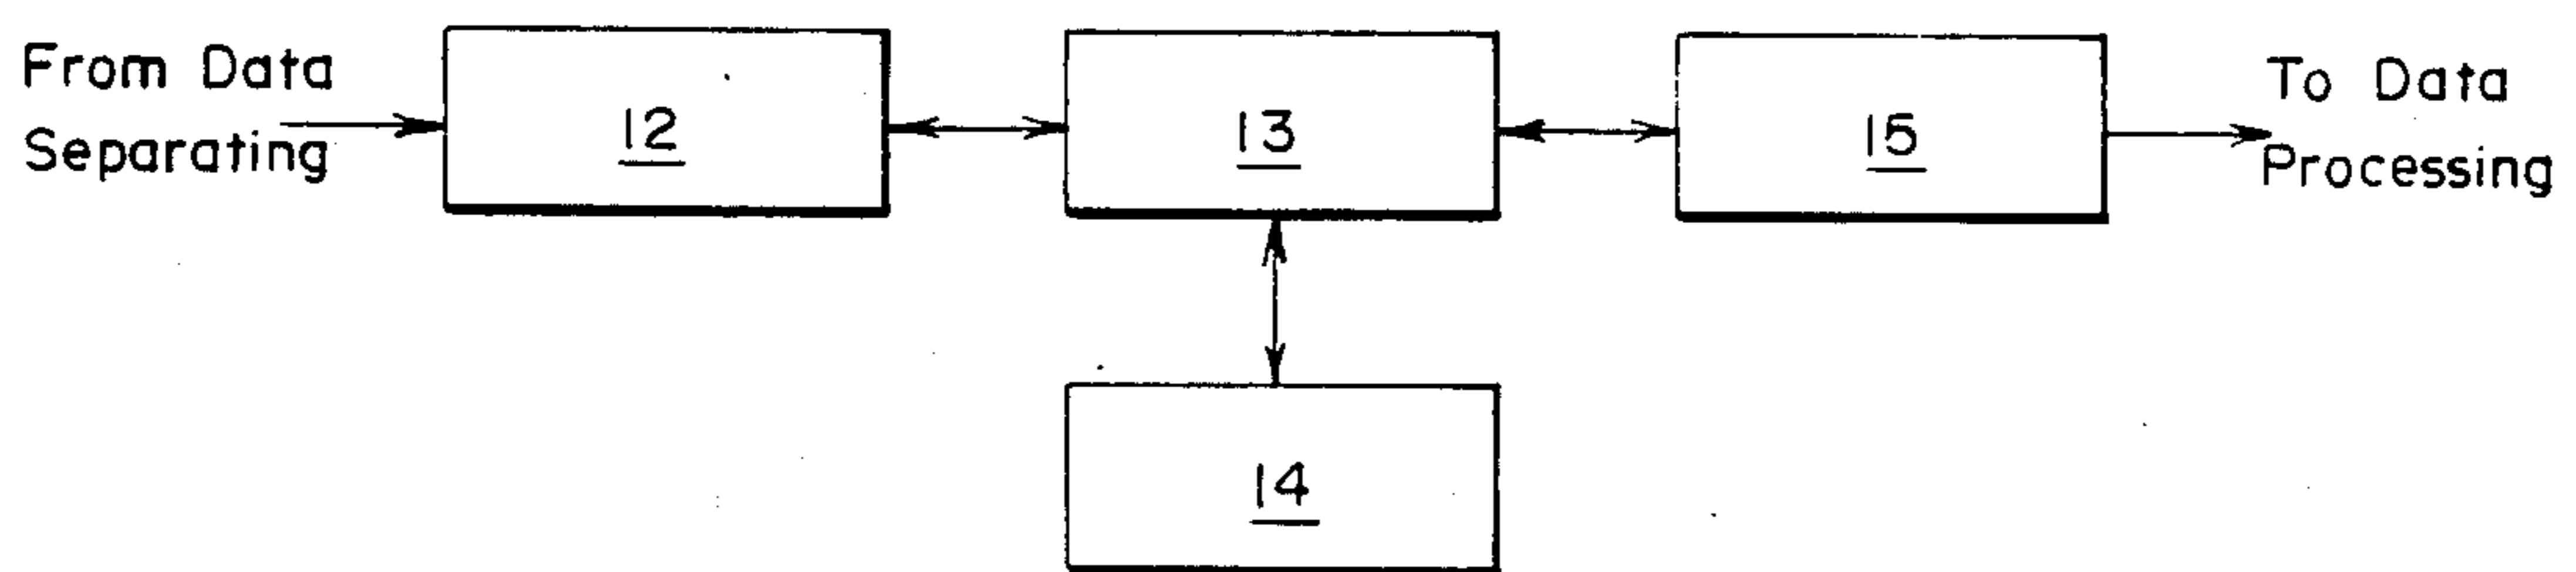 From Data
Separating
12
13
15
To Data
Processing
14